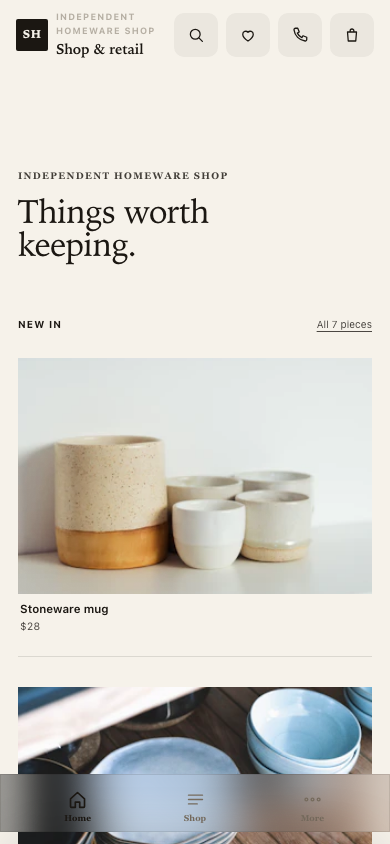 SH
INDEPENDENT
HOMEWARE SHOP
Shop & retail
INDEPENDENT HOMEWARE SHOP
Things worth
keeping.
NEW IN
All 7 pieces
Stoneware mug
$28
Home
Shop
More